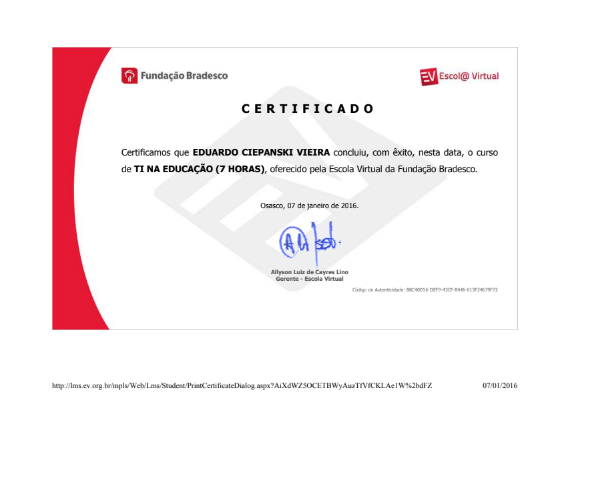 Fundação Bradesco
EV Escol@ Virtual
CERTIFICADO
Certificamos que EDUARDO CIEPANSKI VIEIRA concluiu, com êxito, nesta data, o curso
de TI NA EDUCAÇÃO (7 HORAS), oferecido pela Escola Virtual da Fundação Bradesco.
Osasco, 07 de janeiro de 2016.
Allyson Luiz de Cayres Lino
Gerente - Escola Virtual
Código de Autenticidade:
http://lms.ev.org.br/mpls/Web/Lms/Student/PrintCertificateDialog.aspx?AiXdWZ5OCETBWyAuzTfVfCKLAe1W%2bdFZ 07/01/2016